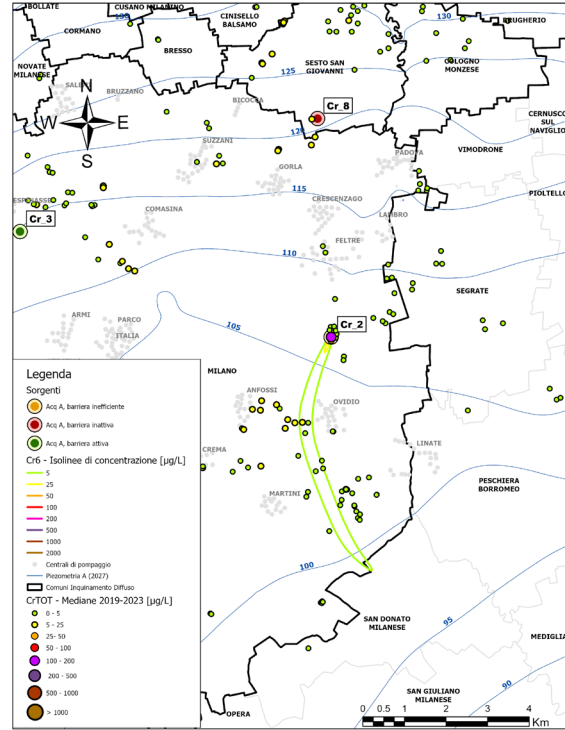 BOLLATE
CUSANO MILANINO
135
CINISELLO
BALSAMO
130
BRUGHERIO
CORMANO
BRESSO
NOVATE
MILANESE
SESTO SAN
GIOVANNI
125
COLOGNO
MONZESE
BRUZZANO
BICOCCA
Cr_8
CERNUSCO
SUL
NAVIGLIO
N
W E
S
120
SUZZANI
VIMODRONE
PADOVA
GORLA
115
PIOLTELLO
CRESCENZAGO
COMASINA
LAMBRO
Cr_3
FELTRE
110
SEGRATE
ARMI
PARCO
ITALIA
105
Cr_2
MILANO
ANFOSSI
OVIDIO
LINATE
CREMA
MARTINI
PESCHIERA
BORROMEO
100
SAN DONATO
MILANESE
95
MEDIGLIA
90
SAN GIULIANO
MILANESE
OPERA
Legenda
Sorgenti
Acq A, barriera inefficiente
Acq A, barriera inattiva
Acq A, barriera attiva
Cr6 - Isolinee di concentrazione [µg/L]
5
25
50
100
200
500
1000
2000
Centrali di pompaggio
Piezometria A (2027)
Comuni Inquinamento Diffuso
CrTOT - Mediane 2019-2023 [µg/L]
0 - 5
5 - 25
25- 50
50 - 100
100 - 200
200 - 500
500 - 1000
> 1000
0 0.5 1 2 3 4
Km